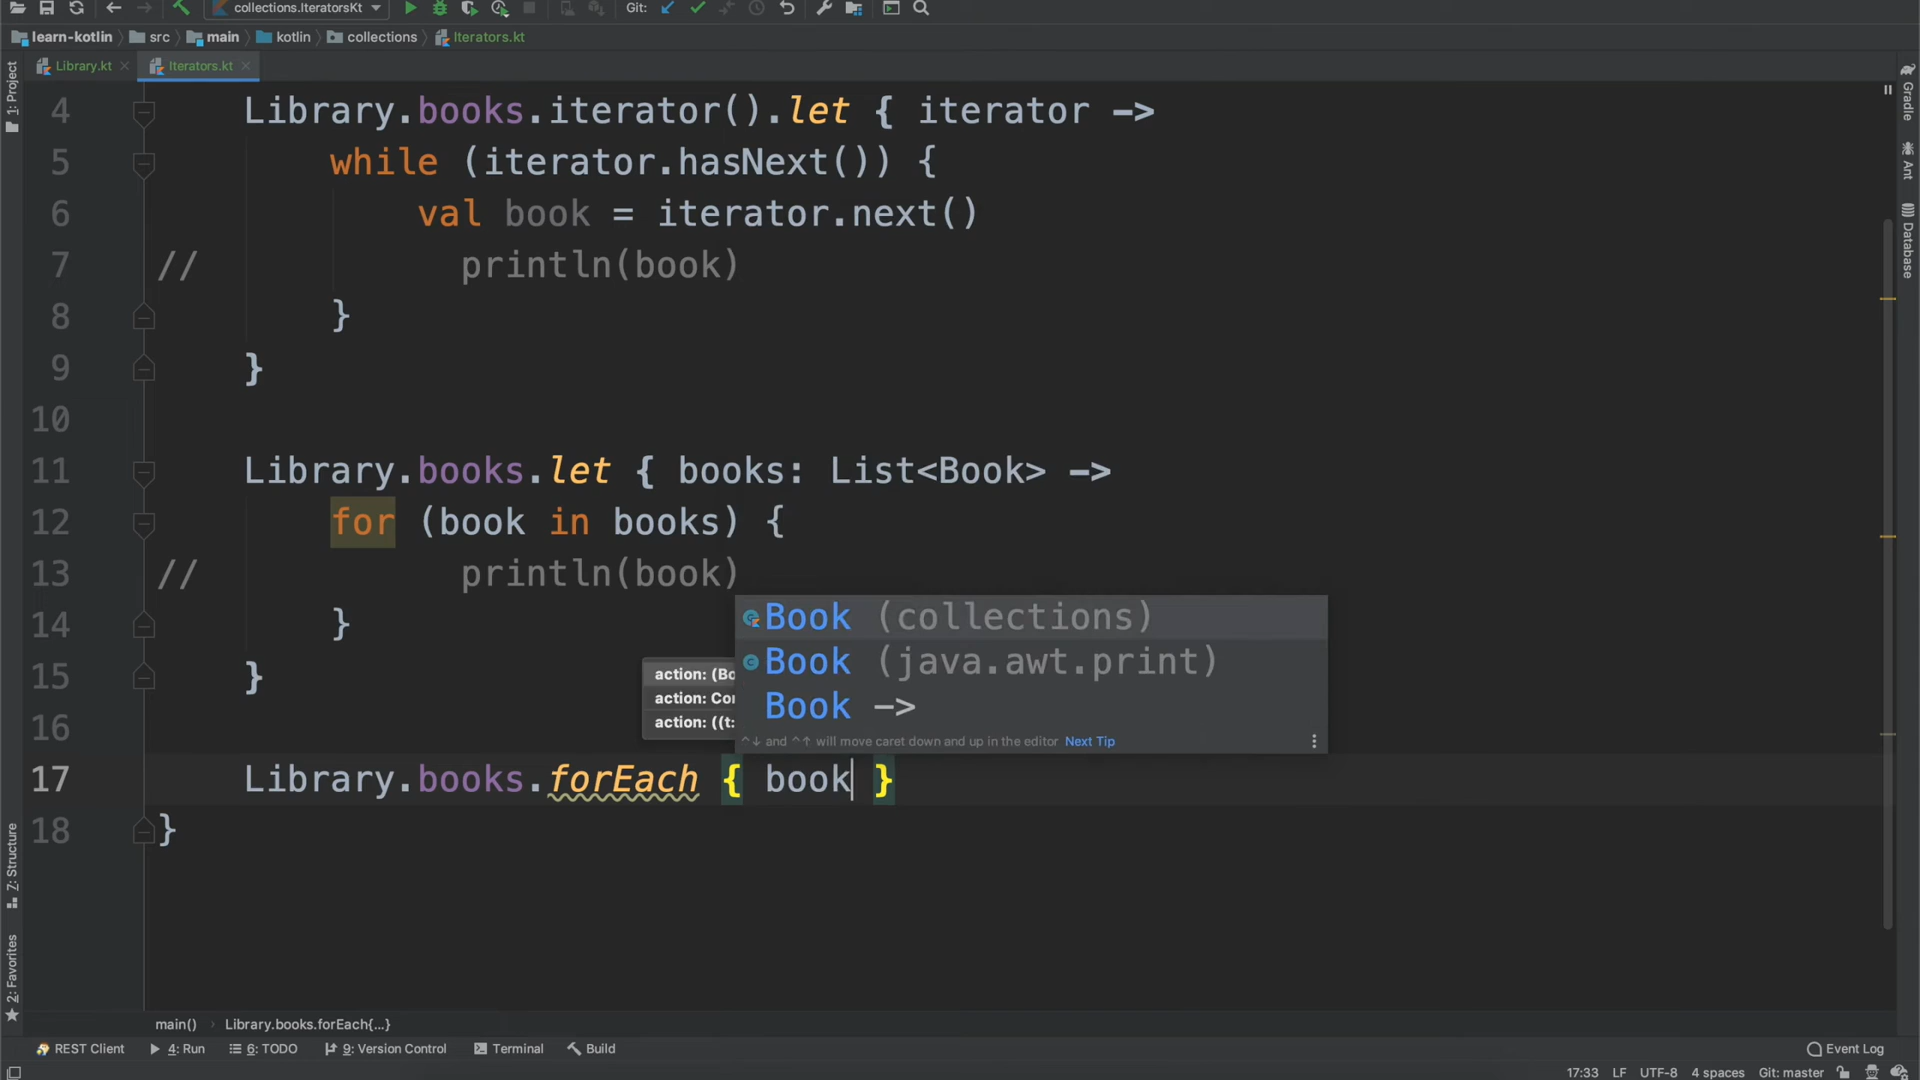 collections.IteratorsKt
Git:
learn-kotlin src main kotlin collections Iterators.kt
Library.kt Iterators.kt
1: Project
Gradle
Ant
Database
4 Library.books.iterator().let { iterator ->
5 while (iterator.hasNext()) {
6 val book = iterator.next()
7 // println(book)
8 }
9 }
10
11 Library.books.let { books: List<Book> ->
12 for (book in books) {
13 // println(book)
14 }
15 }
16
17 Library.books.forEach { book }
18 }
Book (collections)
Book (java.awt.print)
Book ->
^↓ and ^↑ will move caret down and up in the editor Next Tip
action: (Bo
action: Con
action: ((t:
Z: Structure
2: Favorites
main() › Library.books.forEach{...}
REST Client 4: Run 6: TODO 9: Version Control Terminal Build Event Log
17:33 LF UTF-8 4 spaces Git: master